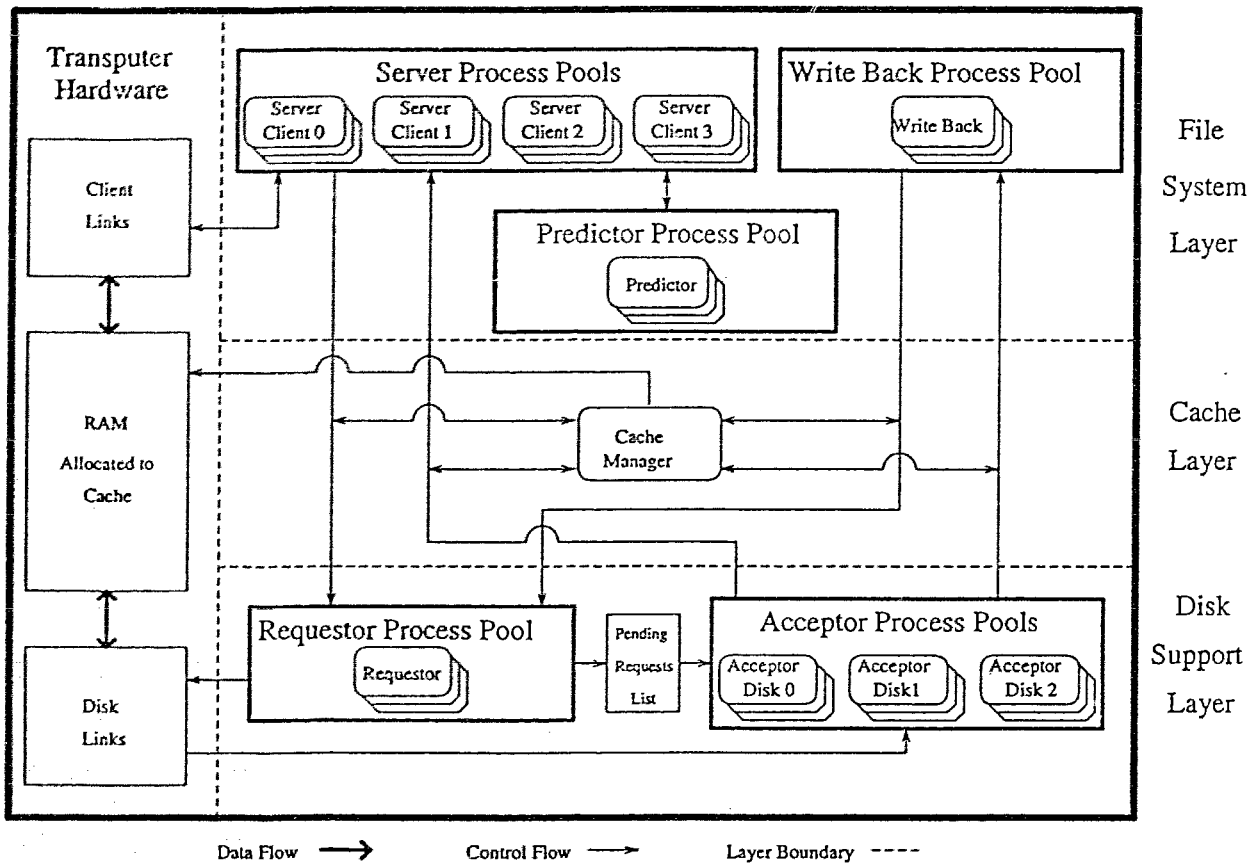 Transputer
Hardware
Client
Links
RAM
Allocated to
Cache
Disk
Links
Server Process Pools
Server
Client 0
Server
Client 1
Server
Client 2
Server
Client 3
Write Back Process Pool
Write Back
Predictor Process Pool
Predictor
File
System
Layer
Cache
Manager
Cache
Layer
Requestor Process Pool
Requestor
Pending
Requests
List
Acceptor Process Pools
Acceptor
Disk 0
Acceptor
Disk1
Acceptor
Disk 2
Disk
Support
Layer
Data Flow
Control Flow
Layer Boundary